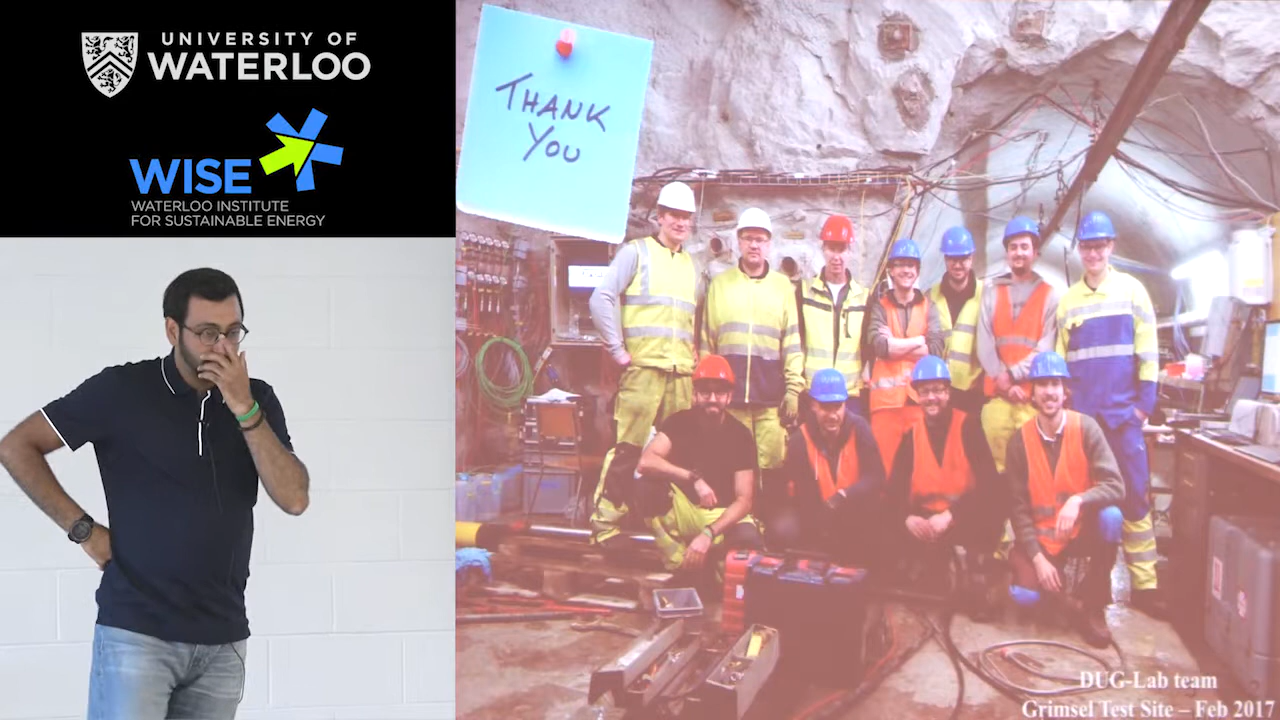 UNIVERSITY OF
WATERLOO
WISE
WATERLOO INSTITUTE
FOR SUSTAINABLE ENERGY
THANK
YOU
DUG-Lab team
Grimsel Test Site – Feb 2017